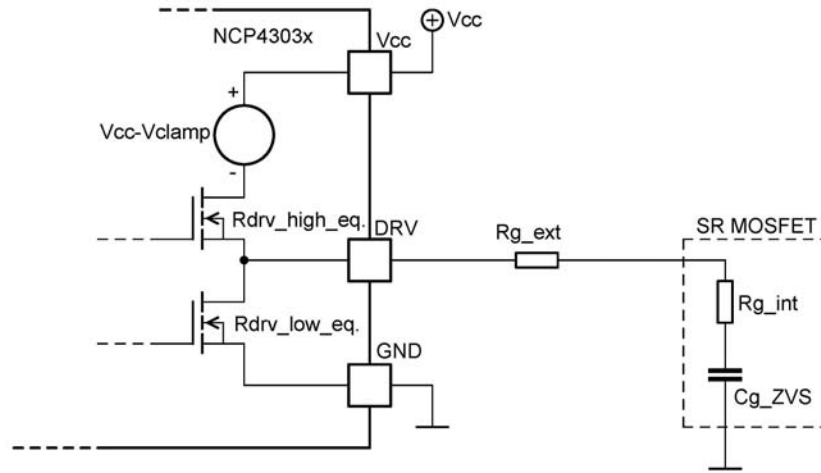 NCP4303x
Vcc
Vcc
+
Vcc-Vclamp
-
Rdrv_high_eq.
DRV
Rg_ext
SR MOSFET
Rg_int
Rdrv_low_eq.
GND
Cg_ZVS